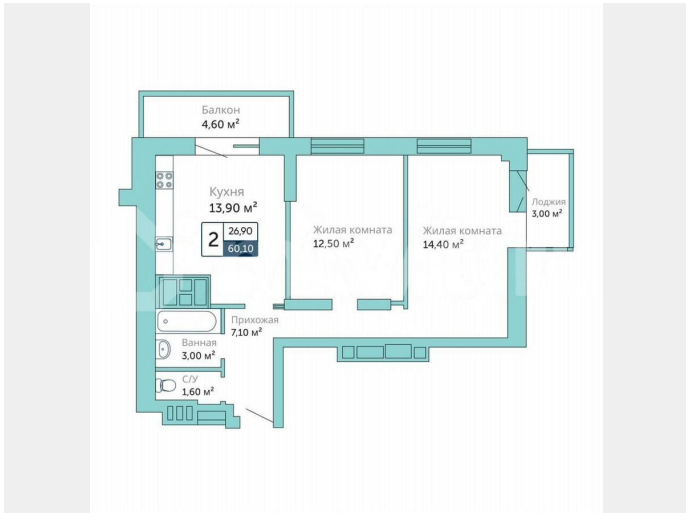 Балкон
4,60 м²
Кухня
13,90 м²
2
26,90
60,10
Жилая комната
12,50 м²
Жилая комната
14,40 м²
Лоджия
3,00 м²
Прихожая
7,10 м²
Ванная
3,00 м²
С/У
1,60 м²